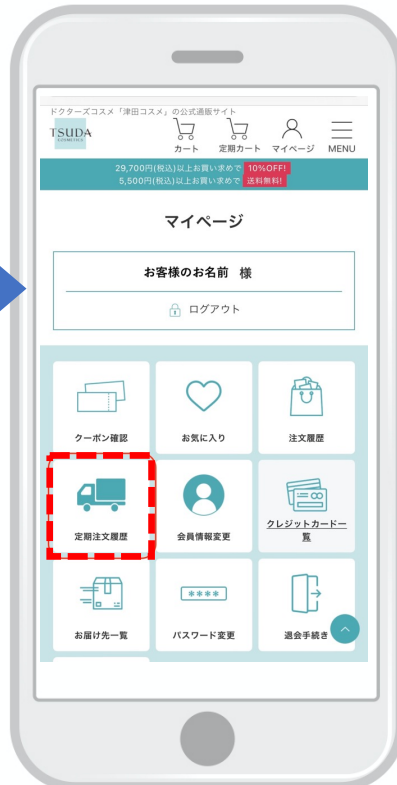 ドクターズコスメ「津田コスメ」の公式通販サイト
TSUDA
COSMETICS
カート 定期カート マイページ MENU
29,700円(税込)以上お買い求めで 10%OFF!
5,500円(税込)以上お買い求めで 送料無料!
マイページ
お客様のお名前 様
ログアウト
クーポン確認 お気に入り 注文履歴
定期注文履歴 会員情報変更 クレジットカード一
覧
****
お届け先一覧 パスワード変更 退会手続き